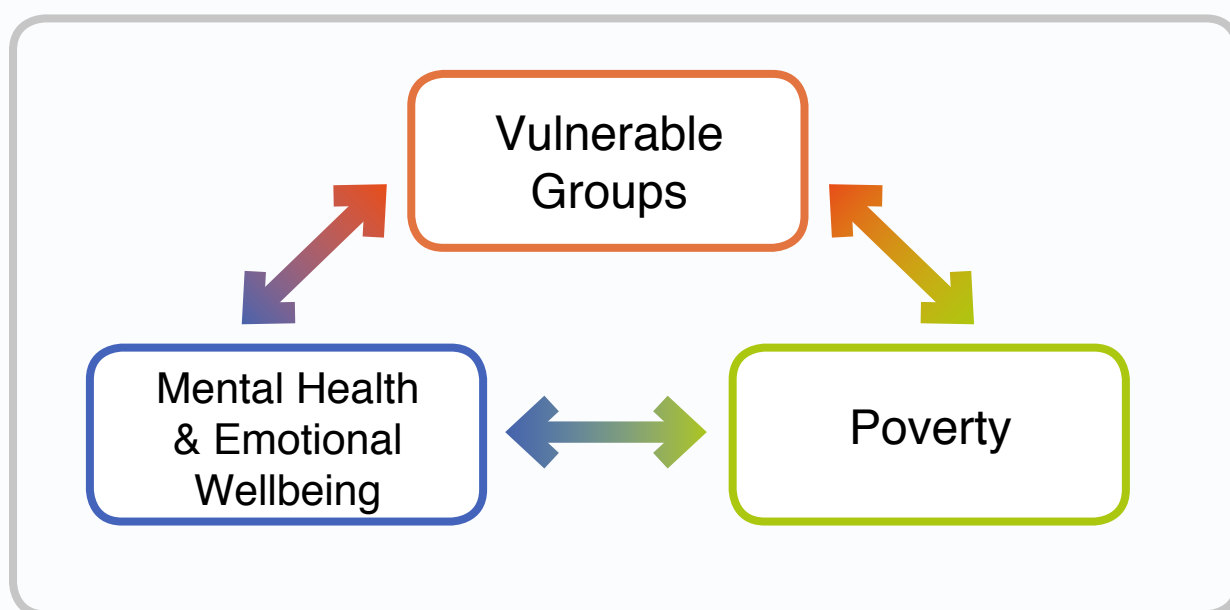 Vulnerable
Groups
Mental Health
& Emotional
Wellbeing
Poverty